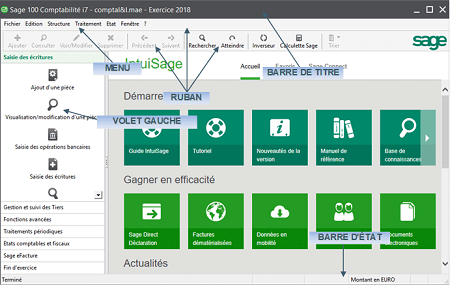 Sage 100 Comptabilité i7 - comptal&l.mae - Exercice 2018
Fichier Edition Structure Traitement Etat Fenêtre ?
Ajouter Consulter Voir/Modifier Supprimer Précédent Suivant Rechercher Atteindre Inverseur Calculette Sage Trier
sage
MENU
RUBAN
BARRE DE TITRE
Saisie des écritures
Ajout d'une pièce
Visualisation/modification d'une pièce
VOLET GAUCHE
Saisie des opérations bancaires
Saisie des écritures
Gestion et suivi des Tiers
Fonctions avancées
Traitements périodiques
Etats comptables et fiscaux
Sage eFacture
Fin d'exercice
IntuiSage
Accueil Favoris Sage Connect
Démarre
Guide IntuiSage
Tutoriel
Nouveautés de la version
Manuel de référence
Base de connaissances
Gagner en efficacité
Sage Direct Déclaration
Factures dématérialisées
Données en mobilité
BARRE D'ÉTAT
Documents électroniques
Actualités
Terminé
Montant en EURO